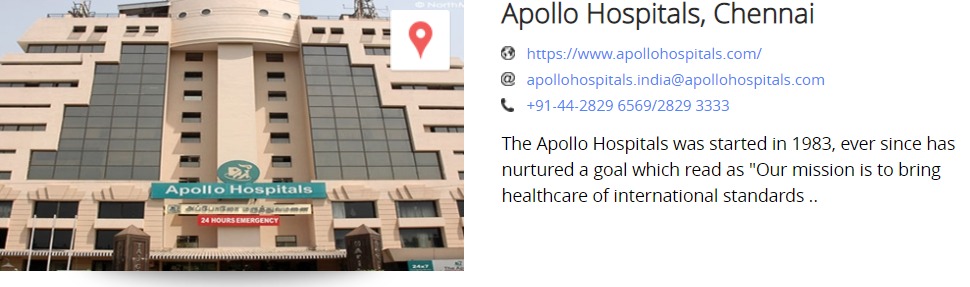 Apollo Hospitals, Chennai
https://www.apollohospitals.com/
apollohospitals.india@apollohospitals.com
+91-44-2829 6569/2829 3333
The Apollo Hospitals was started in 1983, ever since has
nurtured a goal which read as "Our mission is to bring
healthcare of international standards ..
Apollo Hospitals
அப்போலோ மருத்துவமனை
24 HOURS EMERGENCY
24x7